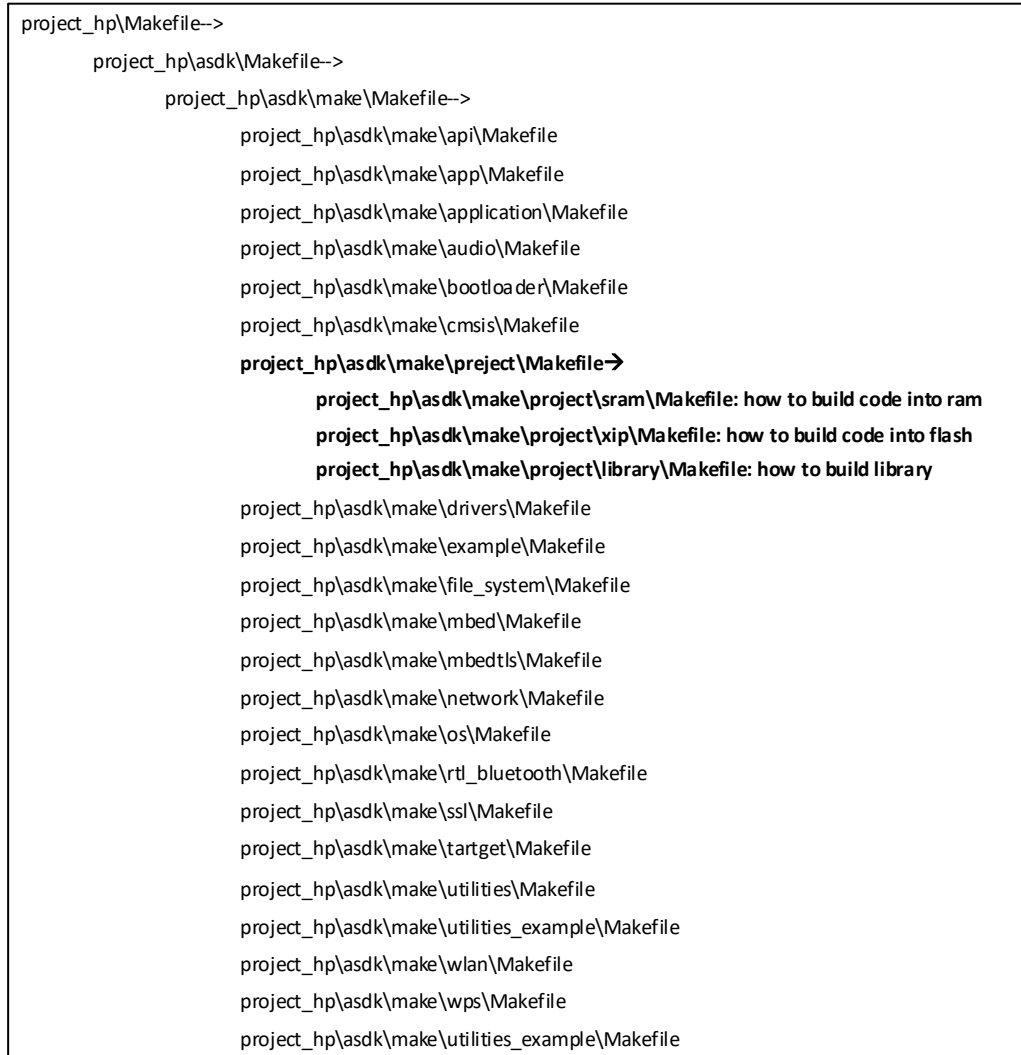 project_hp\Makefile-->
project_hp\asdk\Makefile-->
project_hp\asdk\make\Makefile-->
project_hp\asdk\make\api\Makefile
project_hp\asdk\make\app\Makefile
project_hp\asdk\make\application\Makefile
project_hp\asdk\make\audio\Makefile
project_hp\asdk\make\bootloader\Makefile
project_hp\asdk\make\cmsis\Makefile
project_hp\asdk\make\preject\Makefile→
project_hp\asdk\make\project\sram\Makefile: how to build code into ram
project_hp\asdk\make\project\xip\Makefile: how to build code into flash
project_hp\asdk\make\project\library\Makefile: how to build library
project_hp\asdk\make\drivers\Makefile
project_hp\asdk\make\example\Makefile
project_hp\asdk\make\file_system\Makefile
project_hp\asdk\make\mbed\Makefile
project_hp\asdk\make\mbedtls\Makefile
project_hp\asdk\make\network\Makefile
project_hp\asdk\make\os\Makefile
project_hp\asdk\make\rtl_bluetooth\Makefile
project_hp\asdk\make\ssl\Makefile
project_hp\asdk\make\tartget\Makefile
project_hp\asdk\make\utilities\Makefile
project_hp\asdk\make\utilities_example\Makefile
project_hp\asdk\make\wlan\Makefile
project_hp\asdk\make\wps\Makefile
project_hp\asdk\make\utilities_example\Makefile